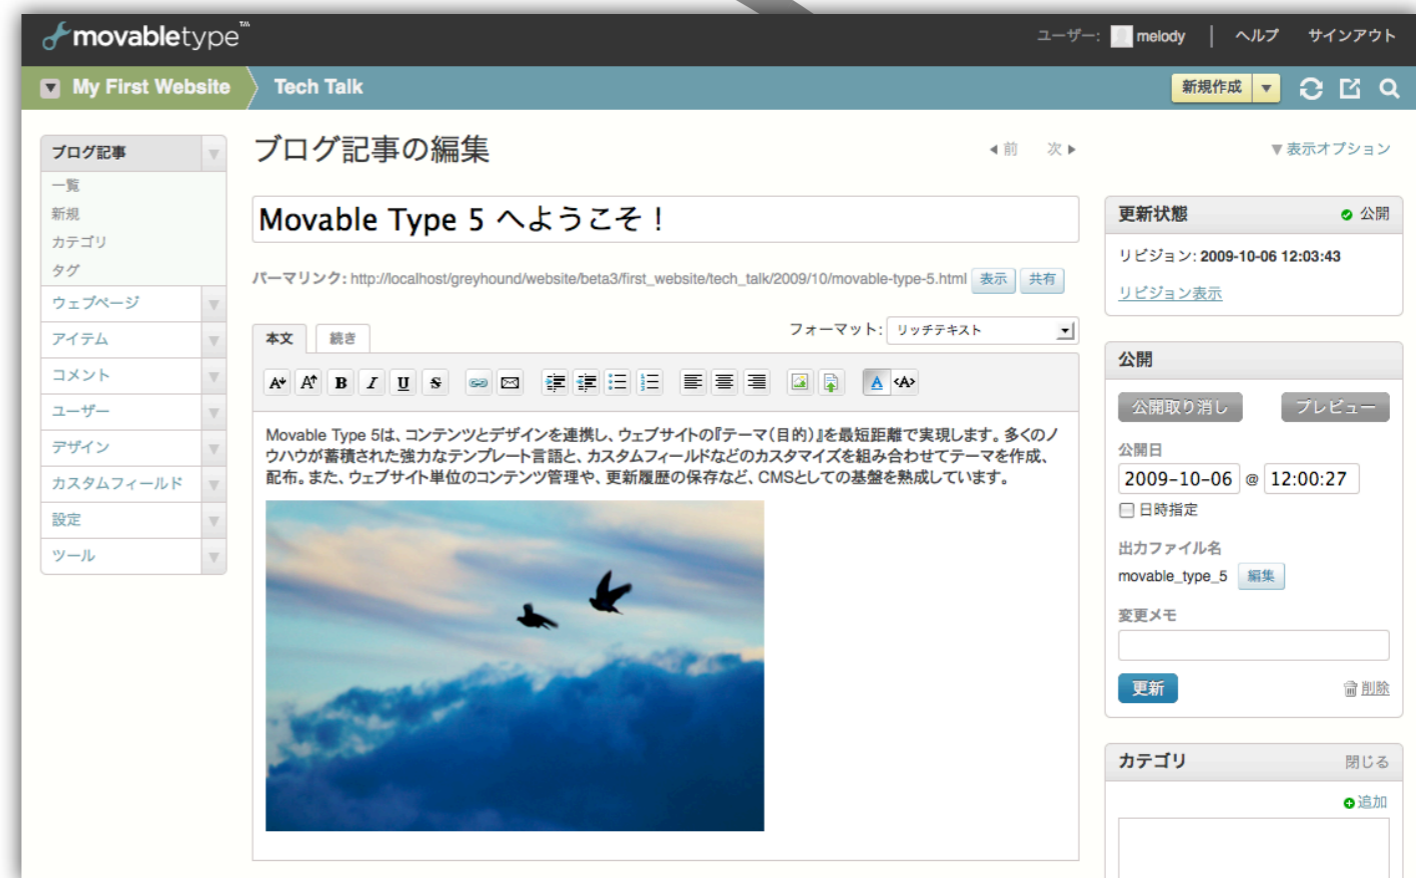 movabletype™
ユーザー: melody
ヘルプ
サインアウト
My First Website
Tech Talk
新規作成
ブログ記事
一覧
新規
カテゴリ
タグ
ウェブページ
アイテム
コメント
ユーザー
デザイン
カスタムフィールド
設定
ツール
ブログ記事の編集
前 次
表示オプション
Movable Type 5 へようこそ！
パーマリンク: http://localhost/greyhound/website/beta3/first_website/tech_talk/2009/10/movable-type-5.html 表示 共有
本文 続き
フォーマット: リッチテキスト
A A B I U S A <A>
Movable Type 5は、コンテンツとデザインを連携し、ウェブサイトの『テーマ（目的）』を最短距離で実現します。多くのノ
ウハウが蓄積された強力なテンプレート言語と、カスタムフィールドなどのカスタマイズを組み合わせてテーマを作成、
配布。また、ウェブサイト単位のコンテンツ管理や、更新履歴の保存など、CMSとしての基盤を熟成しています。
更新状態
公開
リビジョン: 2009-10-06 12:03:43
リビジョン表示
公開
公開取り消し プレビュー
公開日
2009-10-06 @ 12:00:27
日時指定
出力ファイル名
movable_type_5 編集
変更メモ
更新 削除
カテゴリ 閉じる
追加